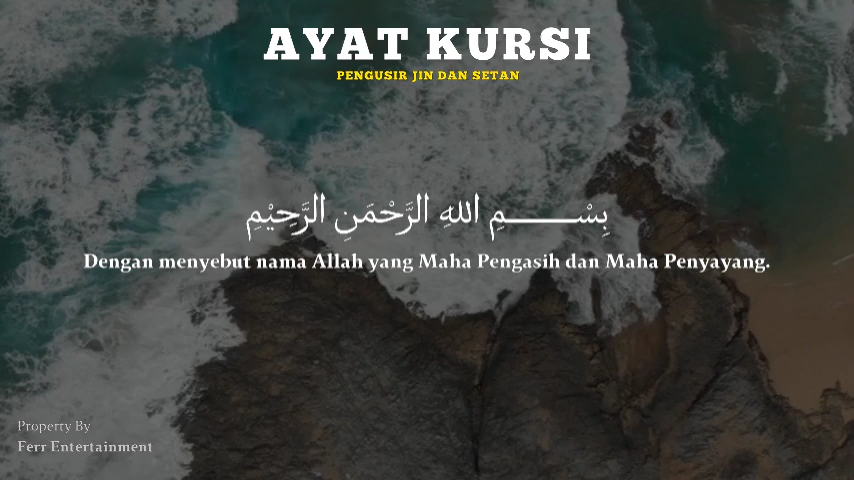 AYAT KURSI
PENGUSIR JIN DAN SETAN
بِسْــــــــمِ اللهِ الرَّحْمَنِ الرَّحِيْمِ
Dengan menyebut nama Allah yang Maha Pengasih dan Maha Penyayang.
Property By
Ferr Entertainment